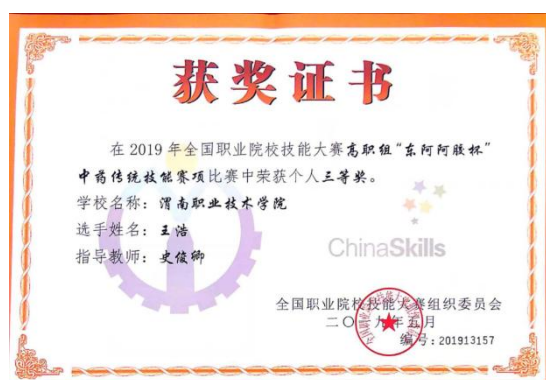 获奖证书
在2019年全国职业院校技能大赛高职组“东阿阿胶杯”
中药传统技能赛项比赛中荣获个人三等奖。
学校名称：渭南职业技术学院
选手姓名：王浩
指导教师：史俊卿
ChinaSkills
全国职业院校技能大赛组织委员会
二〇一九年五月
编号：201913157